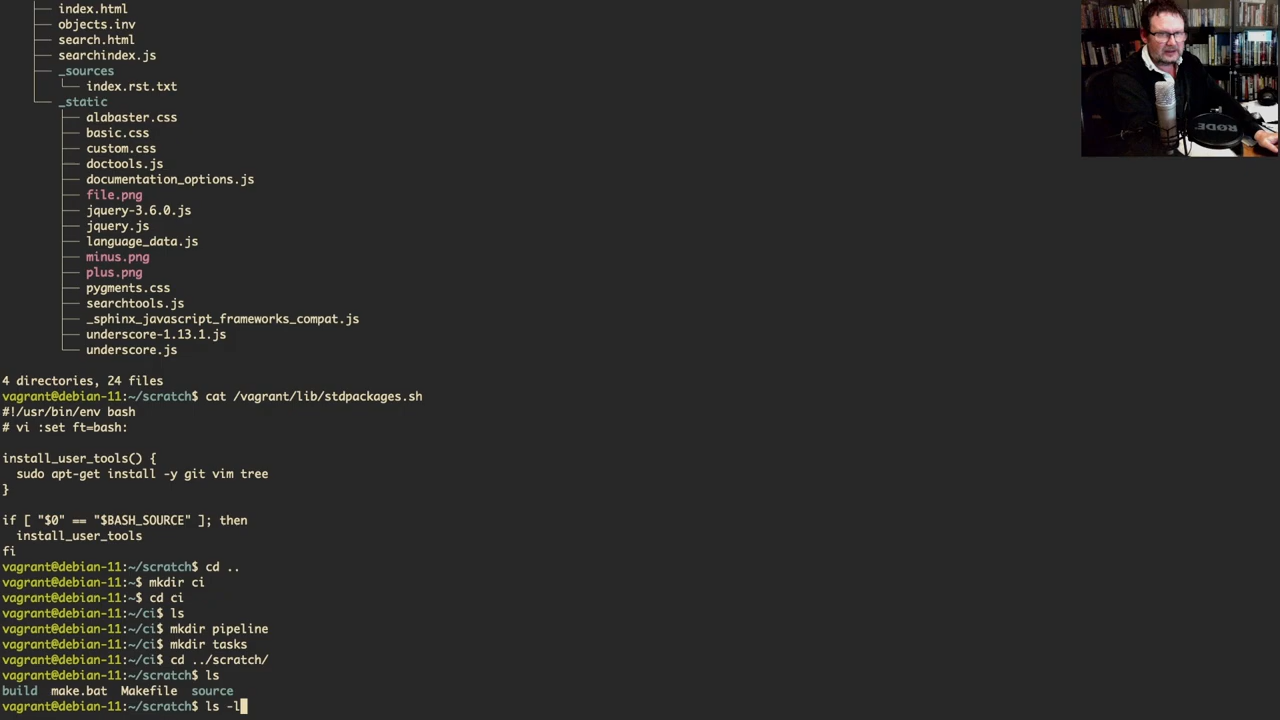 index.html
objects.inv
search.html
searchindex.js
_sources
index.rst.txt
_static
alabaster.css
basic.css
custom.css
doctools.js
documentation_options.js
file.png
jquery-3.6.0.js
jquery.js
language_data.js
minus.png
plus.png
pygments.css
searchtools.js
_sphinx_javascript_frameworks_compat.js
underscore-1.13.1.js
underscore.js
4 directories, 24 files
vagrant@debian-11:~/scratch$ cat /vagrant/lib/stdpackages.sh
#!/usr/bin/env bash
# vi :set ft=bash:
install_user_tools() {
sudo apt-get install -y git vim tree
}
if [ "$0" == "$BASH_SOURCE" ]; then
install_user_tools
fi
vagrant@debian-11:~/scratch$ cd ..
vagrant@debian-11:~$ mkdir ci
vagrant@debian-11:~$ cd ci
vagrant@debian-11:~/ci$ ls
vagrant@debian-11:~/ci$ mkdir pipeline
vagrant@debian-11:~/ci$ mkdir tasks
vagrant@debian-11:~/ci$ cd ../scratch/
vagrant@debian-11:~/scratch$ ls
build make.bat Makefile source
vagrant@debian-11:~/scratch$ ls -l
RØDE